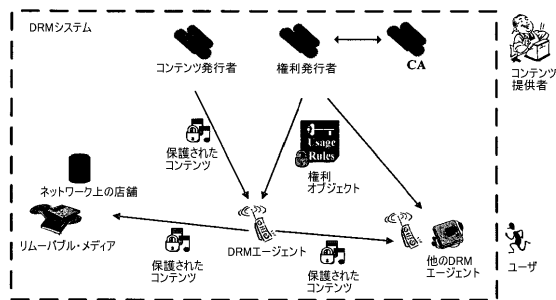 DRMシステム
コンテンツ発行者
権利発行者
CA
コンテンツ
提供者
保護された
コンテンツ
Usage
Rules
権利
オブジェクト
ネットワーク上の店舗
リムーバブル・メディア
DRMエージェント
他のDRM
エージェント
ユーザ
保護された
コンテンツ
保護された
コンテンツ